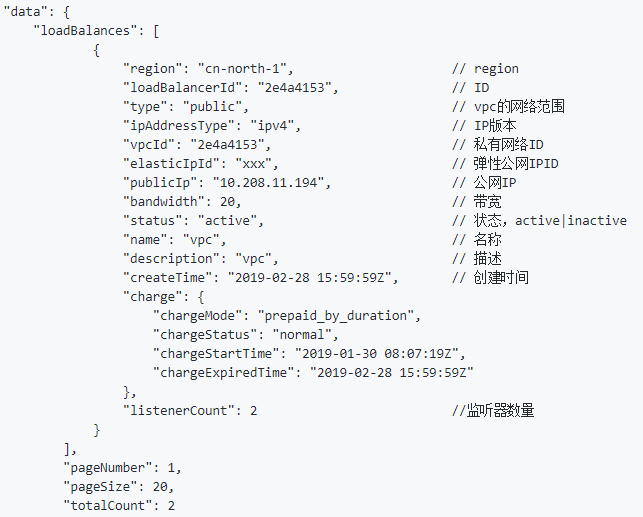 "data": {
"loadBalances": [
{
"region": "cn-north-1", // region
"loadBalancerId": "2e4a4153", // ID
"type": "public", // vpc的网络范围
"ipAddressType": "ipv4", // IP版本
"vpcId": "2e4a4153", // 私有网络ID
"elasticIpId": "xxx", // 弹性公网IPID
"publicIp": "10.208.11.194", // 公网IP
"bandwidth": 20, // 带宽
"status": "active", // 状态，active|inactive
"name": "vpc", // 名称
"description": "vpc", // 描述
"createTime": "2019-02-28 15:59:59Z", // 创建时间
"charge": {
"chargeMode": "prepaid_by_duration",
"chargeStatus": "normal",
"chargeStartTime": "2019-01-30 08:07:19Z",
"chargeExpiredTime": "2019-02-28 15:59:59Z"
},
"listenerCount": 2 //监听器数量
}
],
"pageNumber": 1,
"pageSize": 20,
"totalCount": 2